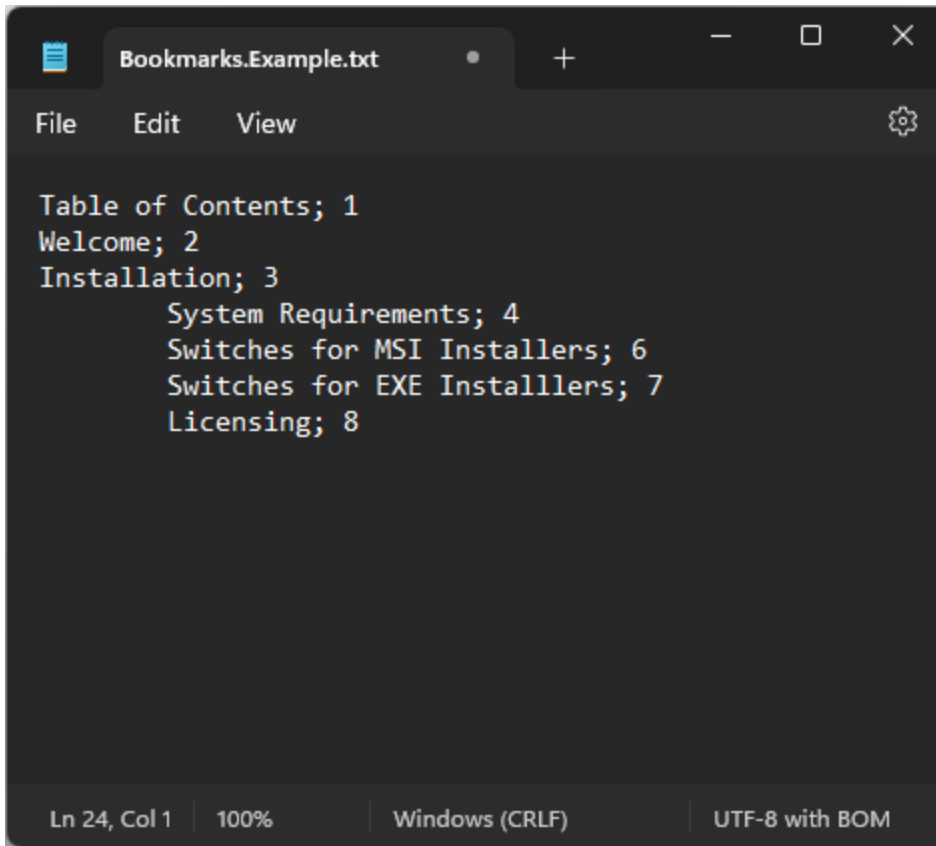 Bookmarks.Example.txt
File Edit View
Table of Contents; 1
Welcome; 2
Installation; 3
System Requirements; 4
Switches for MSI Installers; 6
Switches for EXE Installlers; 7
Licensing; 8
Ln 24, Col 1 100% Windows (CRLF) UTF-8 with BOM